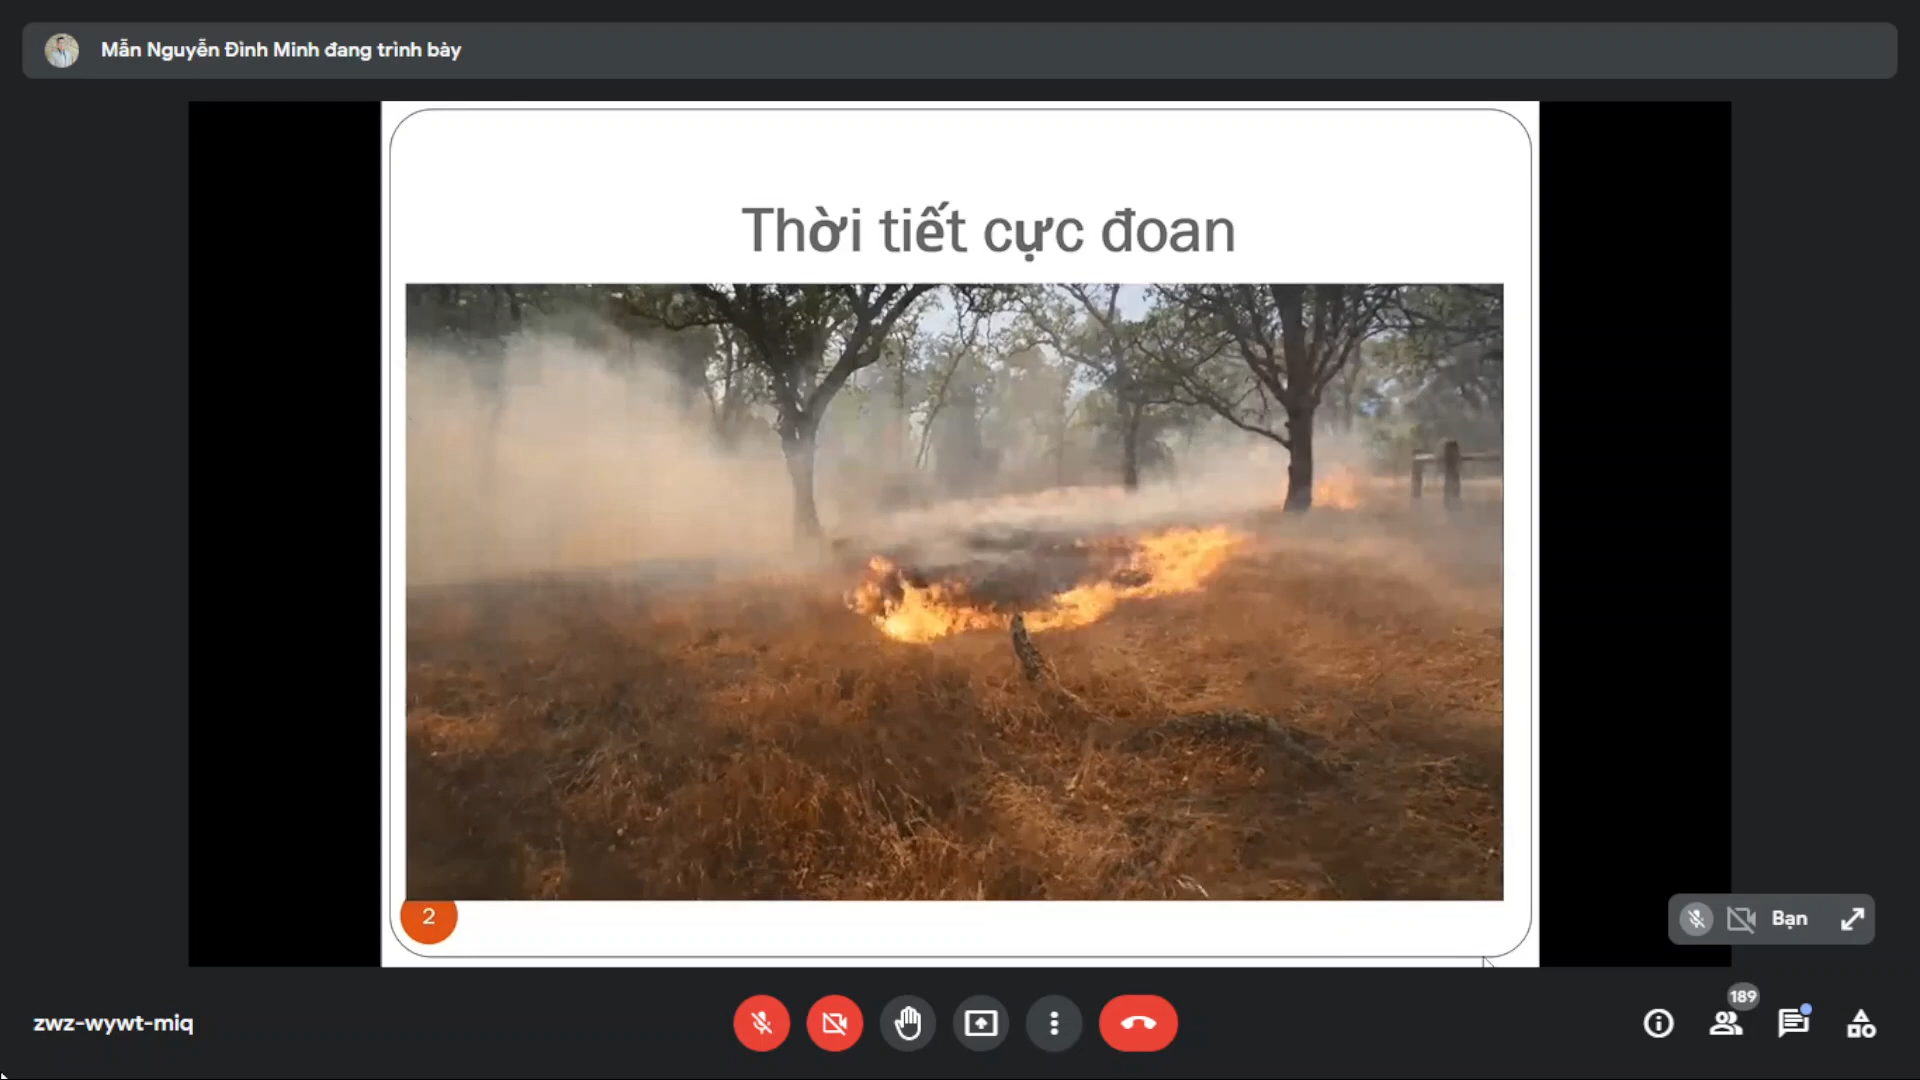 Mẫn Nguyễn Đình Minh đang trình bày
Thời tiết cực đoan
2
Bạn
zwz-wywt-miq
189